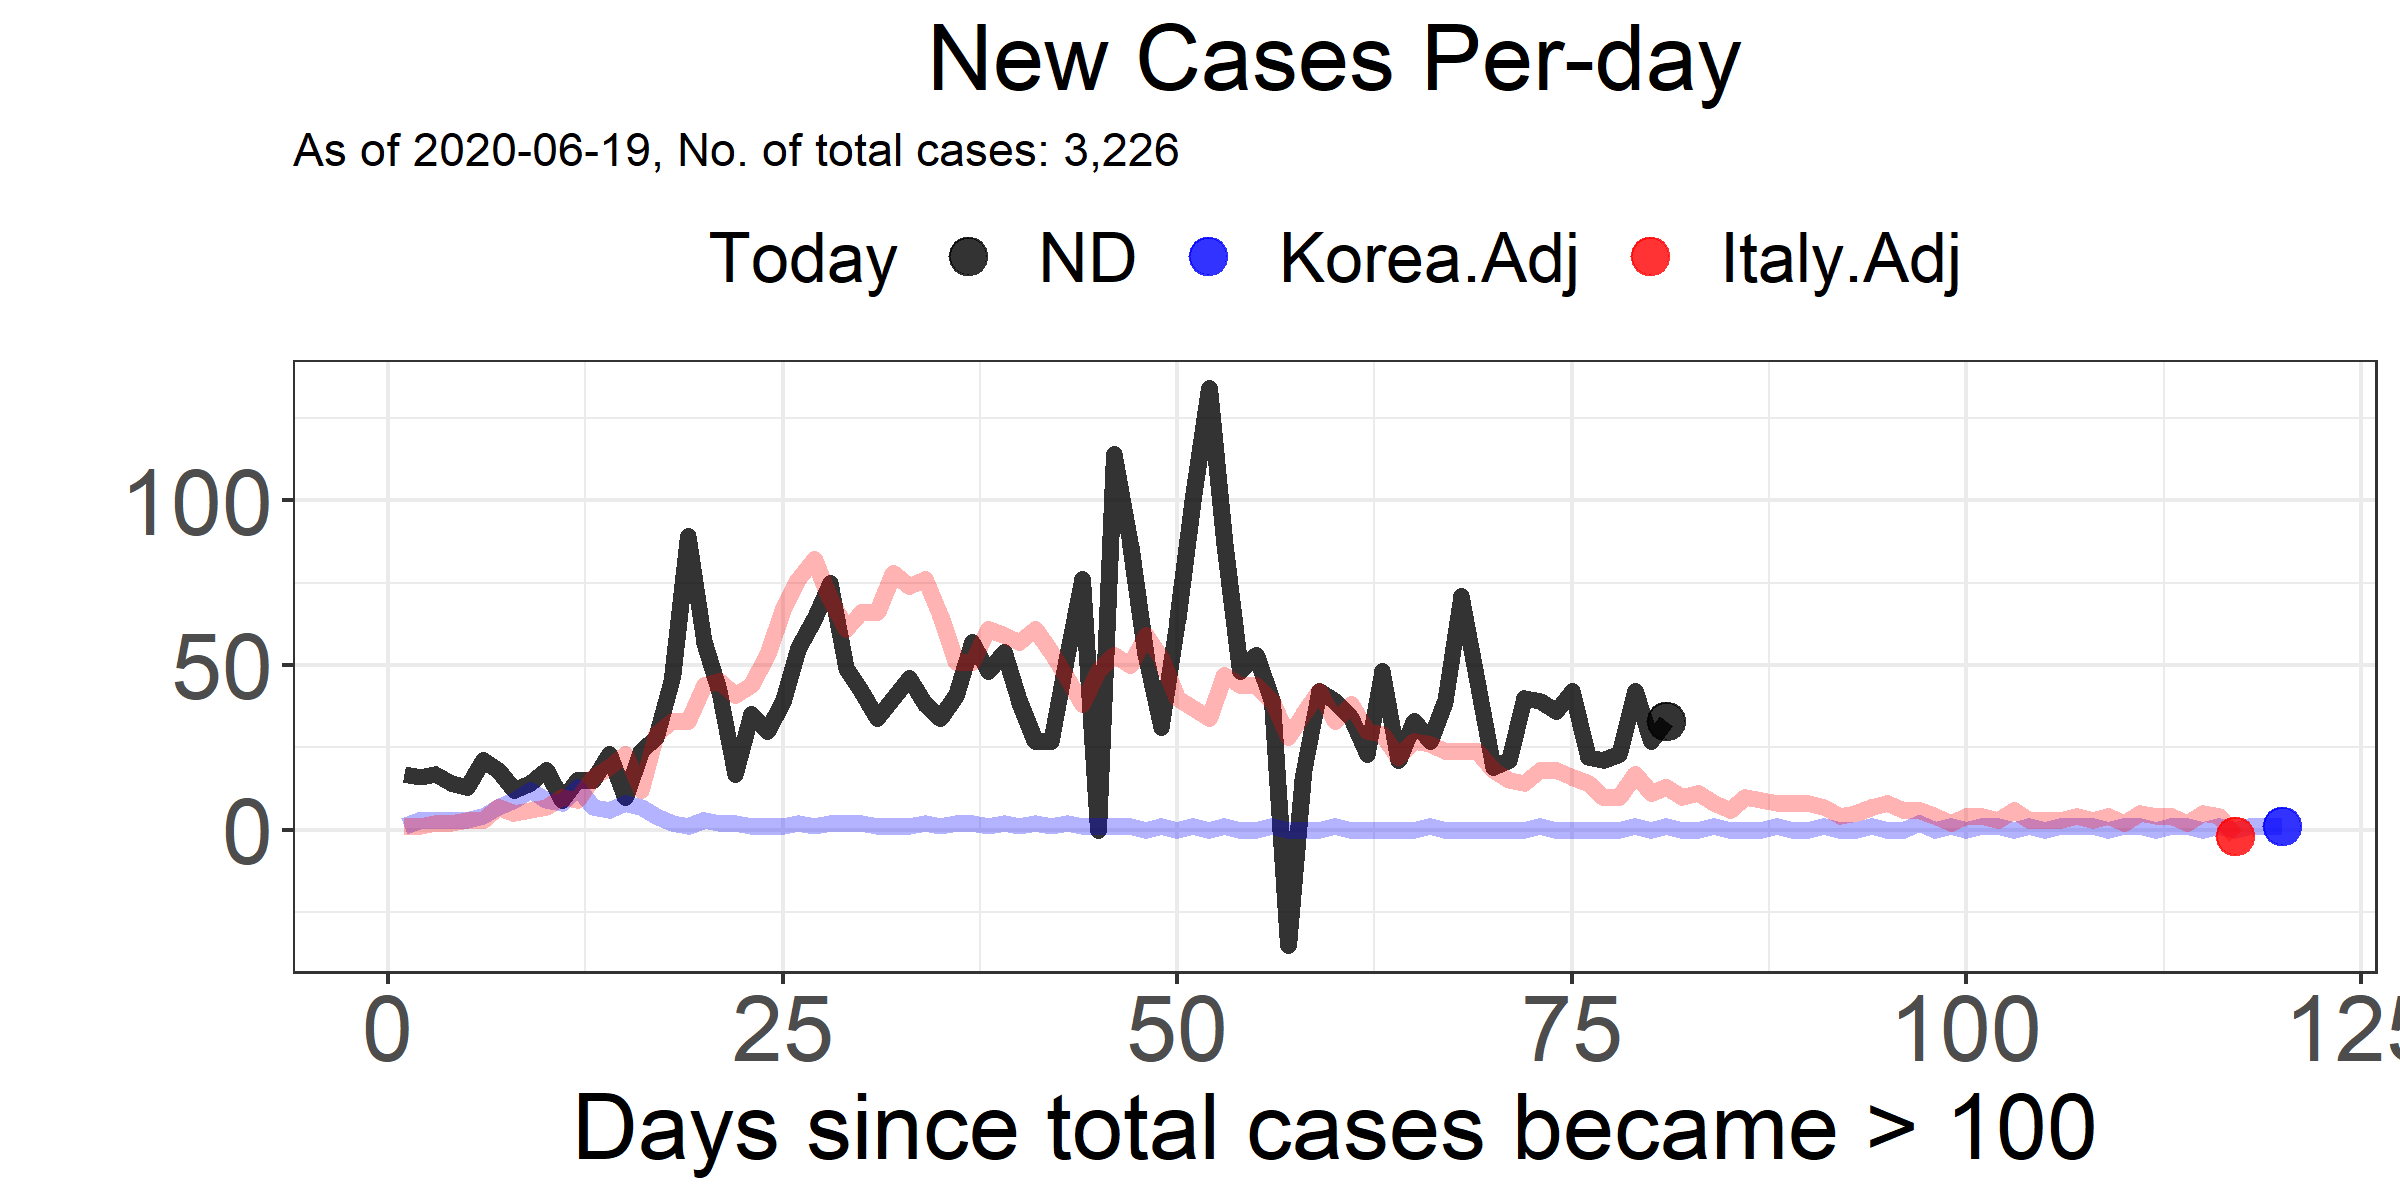 New Cases Per-day
As of 2020-06-19, No. of total cases: 3,226
Today ND Korea.Adj Italy.Adj
100
50
0
0 25 50 75 100 125
Days since total cases became > 100